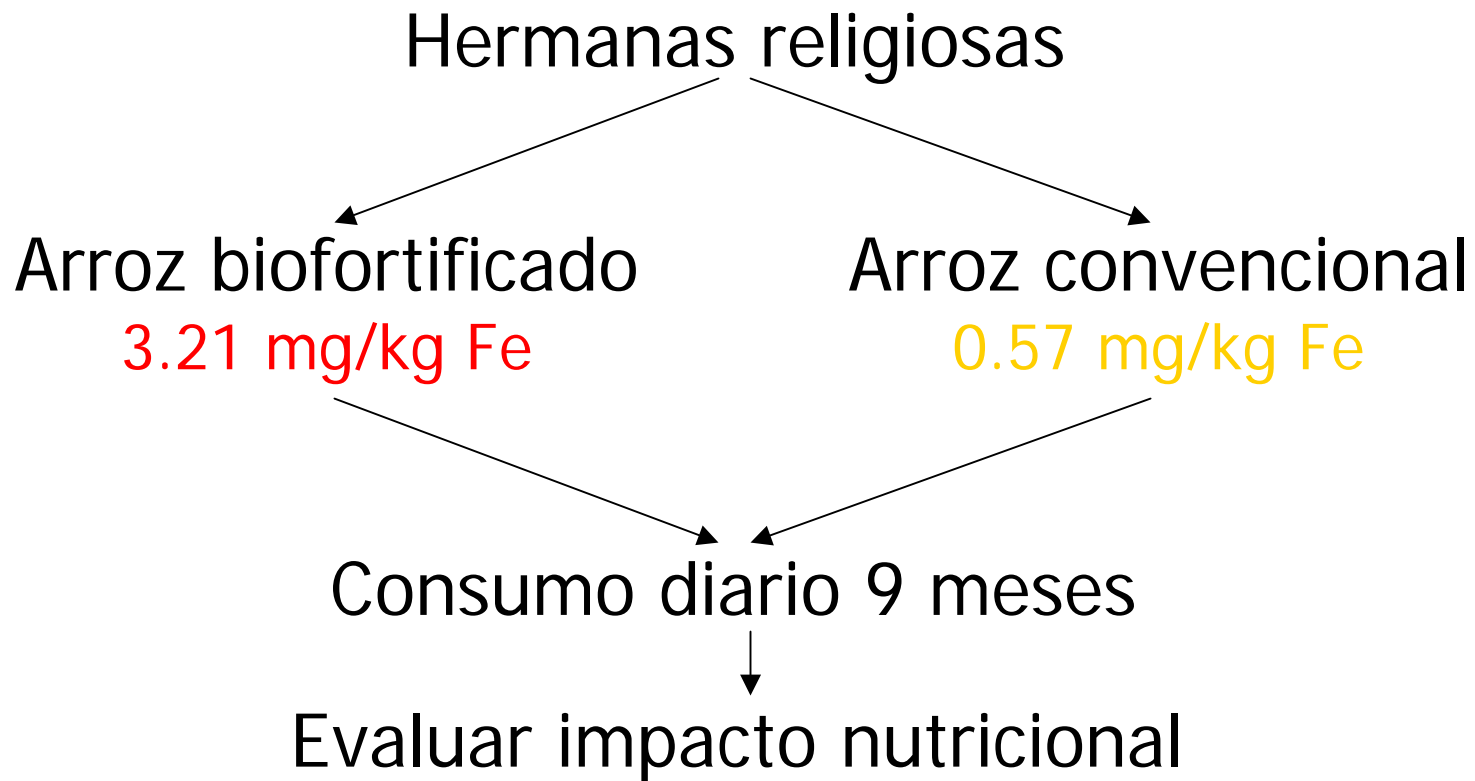 Hermanas religiosas
Arroz biofortificado
Arroz convencional
3.21 mg/kg Fe
0.57 mg/kg Fe
Consumo diario 9 meses
Evaluar impacto nutricional